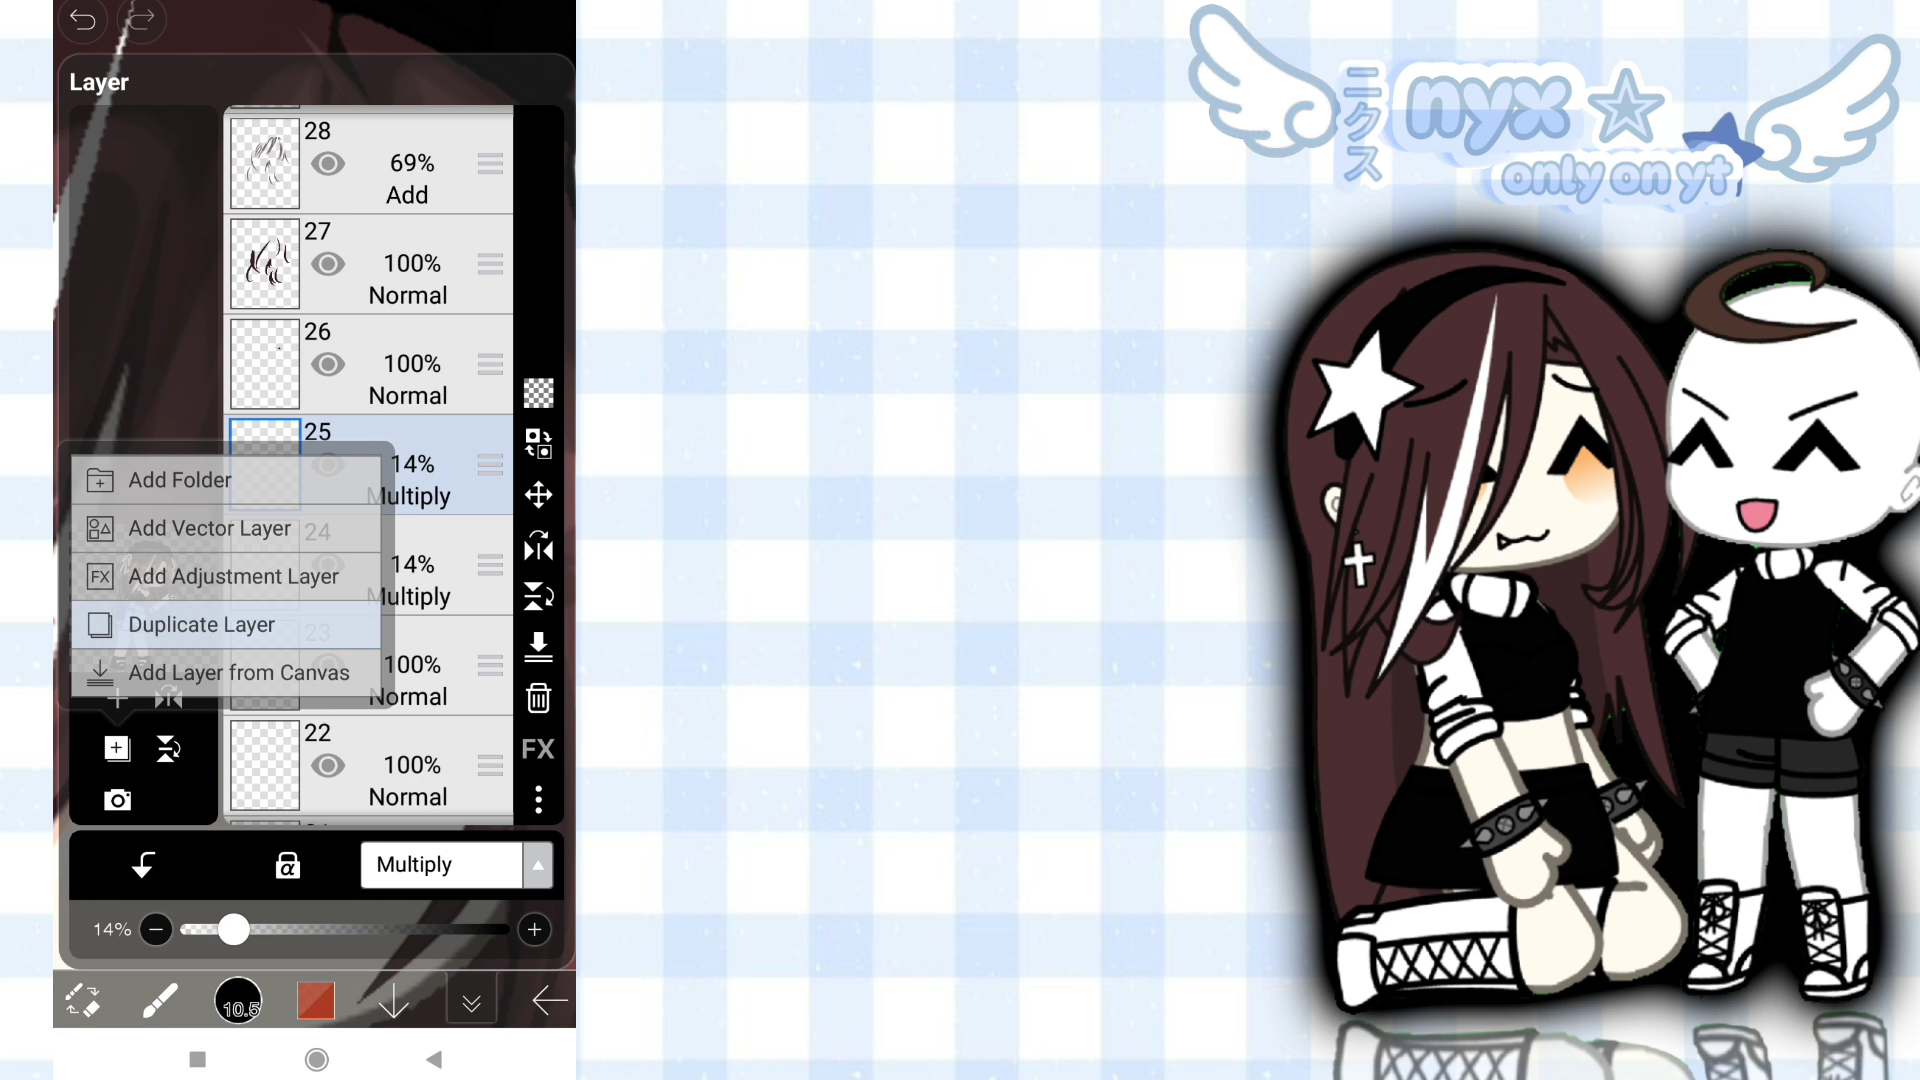 Layer
28
69%
Add
27
100%
Normal
26
100%
Normal
25
14%
Multiply
24
14%
Multiply
23
100%
Normal
22
100%
Normal
Add Folder
Add Vector Layer
FX Add Adjustment Layer
Duplicate Layer
Add Layer from Canvas
FX
α
Multiply
14%
10.5
ニクス
nyx
only on yt